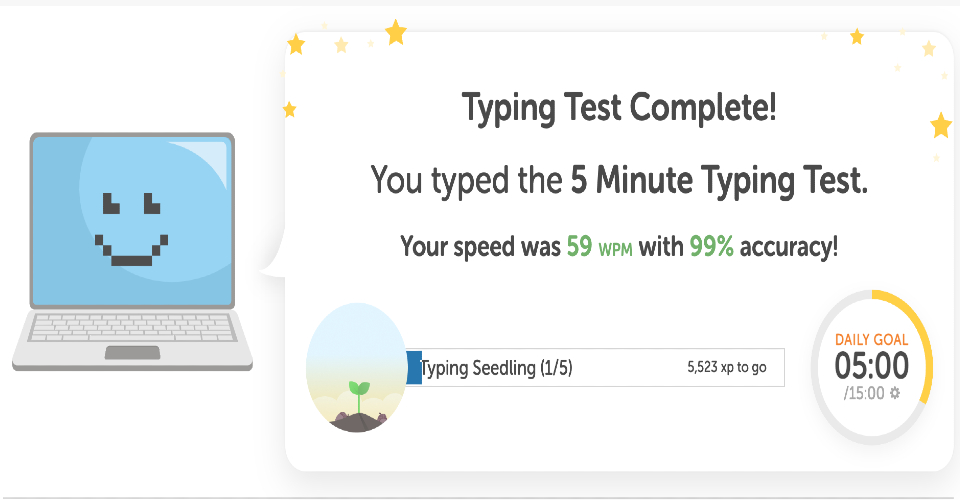 Typing Test Complete!
You typed the 5 Minute Typing Test.
Your speed was 59 WPM with 99% accuracy!
Typing Seedling (1/5)
5,523 xp to go
DAILY GOAL
05:00
/15:00